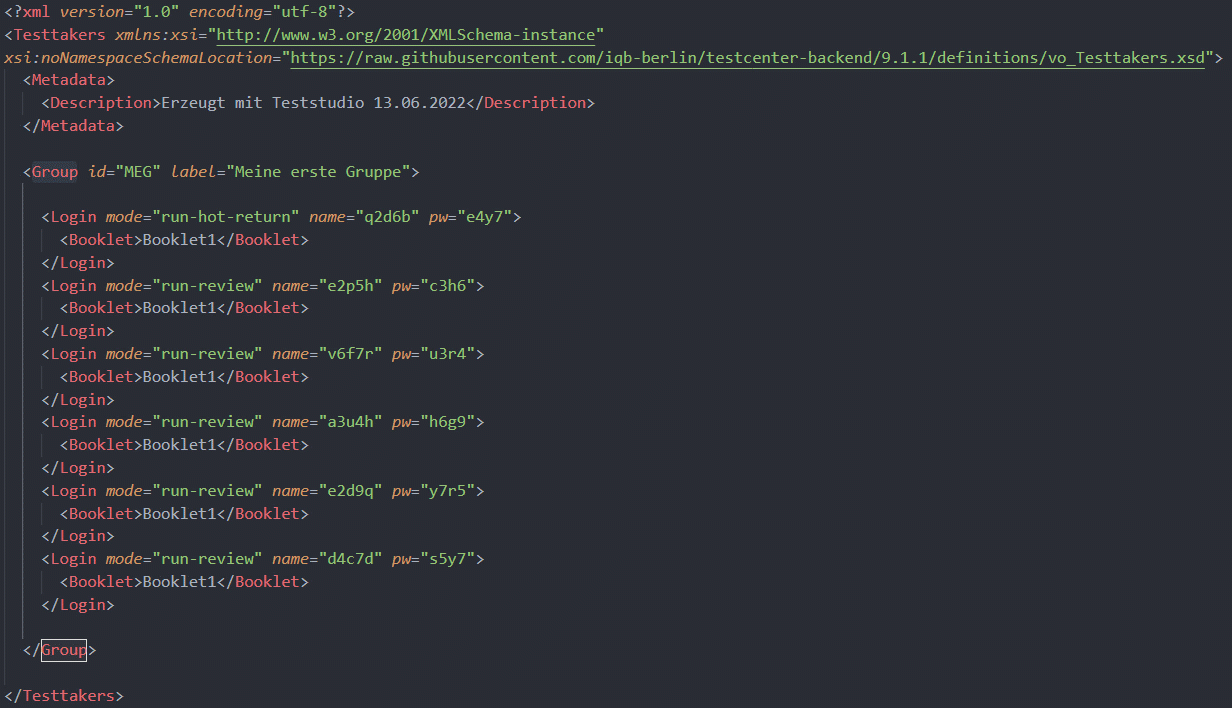 <?xml version="1.0" encoding="utf-8"?>
<Testtakers xmlns:xsi="http://www.w3.org/2001/XMLSchema-instance"
xsi:noNamespaceSchemaLocation="https://raw.githubusercontent.com/iqb-berlin/testcenter-backend/9.1.1/definitions/vo_Testtakers.xsd">
<Metadata>
<Description>Erzeugt mit Teststudio 13.06.2022</Description>
</Metadata>
<Group id="MEG" label="Meine erste Gruppe">
<Login mode="run-hot-return" name="q2d6b" pw="e4y7">
<Booklet>Booklet1</Booklet>
</Login>
<Login mode="run-review" name="e2p5h" pw="c3h6">
<Booklet>Booklet1</Booklet>
</Login>
<Login mode="run-review" name="v6f7r" pw="u3r4">
<Booklet>Booklet1</Booklet>
</Login>
<Login mode="run-review" name="a3u4h" pw="h6g9">
<Booklet>Booklet1</Booklet>
</Login>
<Login mode="run-review" name="e2d9q" pw="y7r5">
<Booklet>Booklet1</Booklet>
</Login>
<Login mode="run-review" name="d4c7d" pw="s5y7">
<Booklet>Booklet1</Booklet>
</Login>
</Group>
</Testtakers>